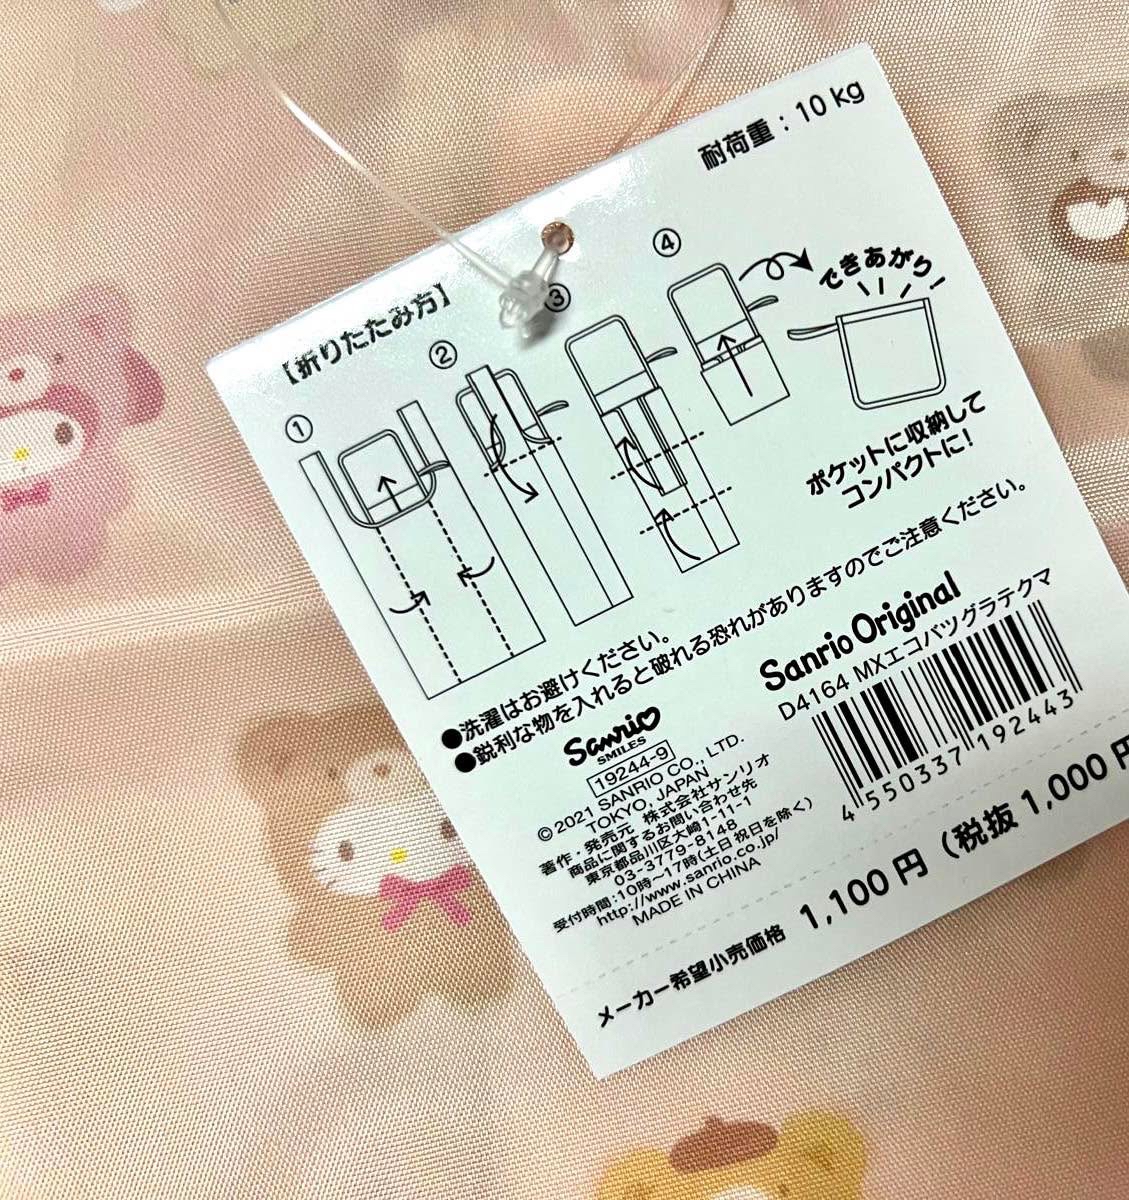 耐荷重：10 kg
【折りたたみ方】
①
②
③
④
できあがり
ポケットに収納して
コンパクトに！
●洗濯はお避けください。
●鋭利な物を入れると破れる恐れがありますのでご注意ください。
Sanrio
SMILES
19244-9
© 2021 SANRIO CO., LTD.
TOKYO, JAPAN
著作・発売元　株式会社サンリオ
商品に関するお問い合わせ先
東京都品川区大崎1-11-1
03-3779-8148
受付時間：10時〜17時(土日 祝日を除く)
http://www.sanrio.co.jp/
MADE IN CHINA
Sanrio Original
D4164 MXエコバツグラテクマ
4 550337 192443
メーカー希望小売価格　1,100 円（税抜 1,000 円